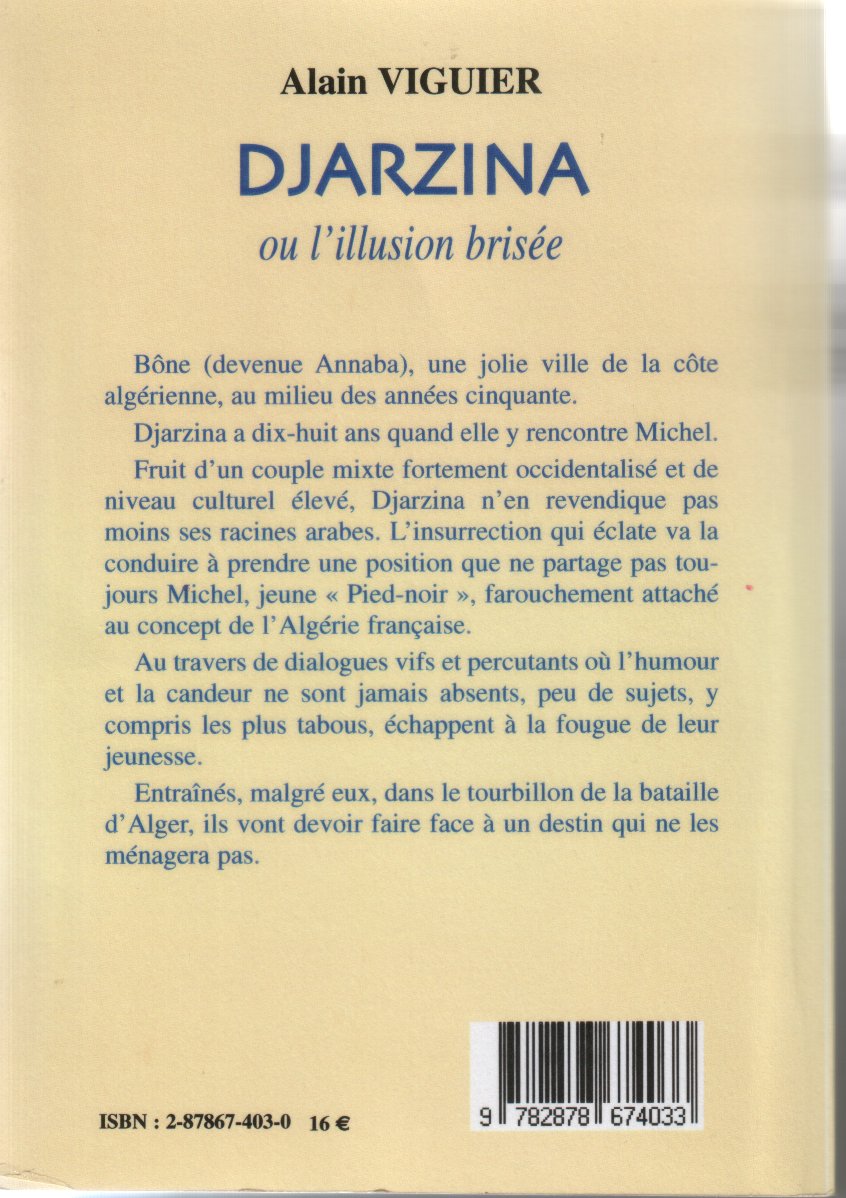 Alain VIGUIER
DJARZINA
ou l'illusion brisée
Bône (devenue Annaba), une jolie ville de la côte
algérienne, au milieu des années cinquante.
Djarzina a dix-huit ans quand elle y rencontre Michel.
Fruit d'un couple mixte fortement occidentalisé et de
niveau culturel élevé, Djarzina n'en revendique pas
moins ses racines arabes. L'insurrection qui éclate va la
conduire à prendre une position que ne partage pas tou-
jours Michel, jeune « Pied-noir », farouchement attaché
au concept de l'Algérie française.
Au travers de dialogues vifs et percutants où l'humour
et la candeur ne sont jamais absents, peu de sujets, y
compris les plus tabous, échappent à la fougue de leur
jeunesse.
Entraînés, malgré eux, dans le tourbillon de la bataille
d'Alger, ils vont devoir faire face à un destin qui ne les
ménagera pas.
ISBN : 2-87867-403-0 16 €
9 782878 674033